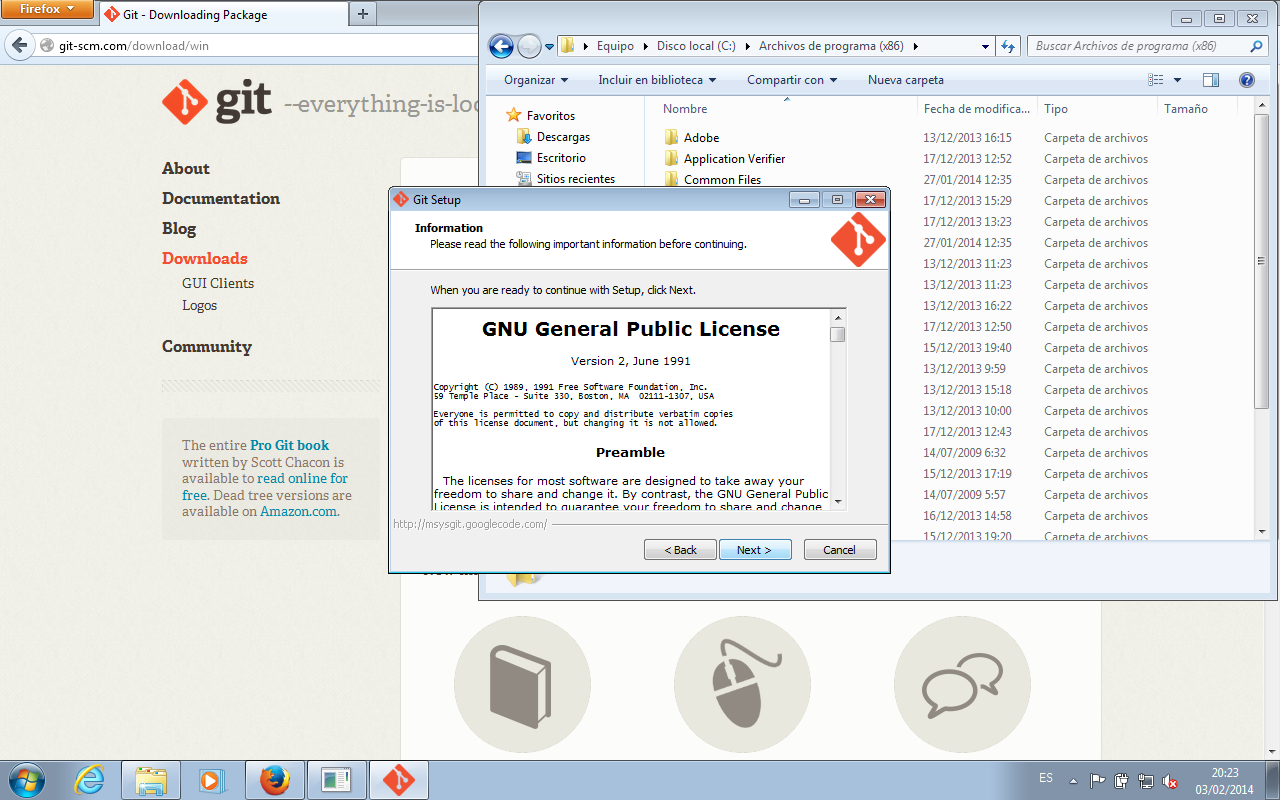 Firefox
Git - Downloading Package
git-scm.com/download/win
git --everything-is-loc
About
Documentation
Blog
Downloads
GUI Clients
Logos
Community
The entire Pro Git book
written by Scott Chacon is
available to read online for
free. Dead tree versions are
available on Amazon.com.
Equipo
Disco local (C:)
Archivos de programa (x86)
Buscar Archivos de programa (x86)
Organizar
Incluir en biblioteca
Compartir con
Nueva carpeta
Favoritos
Descargas
Escritorio
Sitios recientes
Nombre Fecha de modifica... Tipo Tamaño
Adobe 13/12/2013 16:15 Carpeta de archivos
Application Verifier 17/12/2013 12:52 Carpeta de archivos
Common Files 27/01/2014 12:35 Carpeta de archivos
17/12/2013 15:29 Carpeta de archivos
17/12/2013 13:23 Carpeta de archivos
27/01/2014 12:35 Carpeta de archivos
13/12/2013 11:23 Carpeta de archivos
13/12/2013 11:23 Carpeta de archivos
13/12/2013 16:22 Carpeta de archivos
17/12/2013 12:50 Carpeta de archivos
15/12/2013 19:40 Carpeta de archivos
13/12/2013 9:59 Carpeta de archivos
13/12/2013 15:18 Carpeta de archivos
13/12/2013 10:00 Carpeta de archivos
17/12/2013 12:43 Carpeta de archivos
14/07/2009 6:32 Carpeta de archivos
15/12/2013 17:19 Carpeta de archivos
14/07/2009 5:57 Carpeta de archivos
16/12/2013 14:58 Carpeta de archivos
15/12/2013 19:20 Carpeta de archivos
Git Setup
Information
Please read the following important information before continuing.
When you are ready to continue with Setup, click Next.
GNU General Public License
Version 2, June 1991
Copyright (C) 1989, 1991 Free Software Foundation, Inc.
59 Temple Place - Suite 330, Boston, MA 02111-1307, USA
Everyone is permitted to copy and distribute verbatim copies
of this license document, but changing it is not allowed.
Preamble
The licenses for most software are designed to take away your
freedom to share and change it. By contrast, the GNU General Public
License is intended to guarantee your freedom to share and change
http://msysgit.googlecode.com/
< Back
Next >
Cancel
ES
20:23
03/02/2014